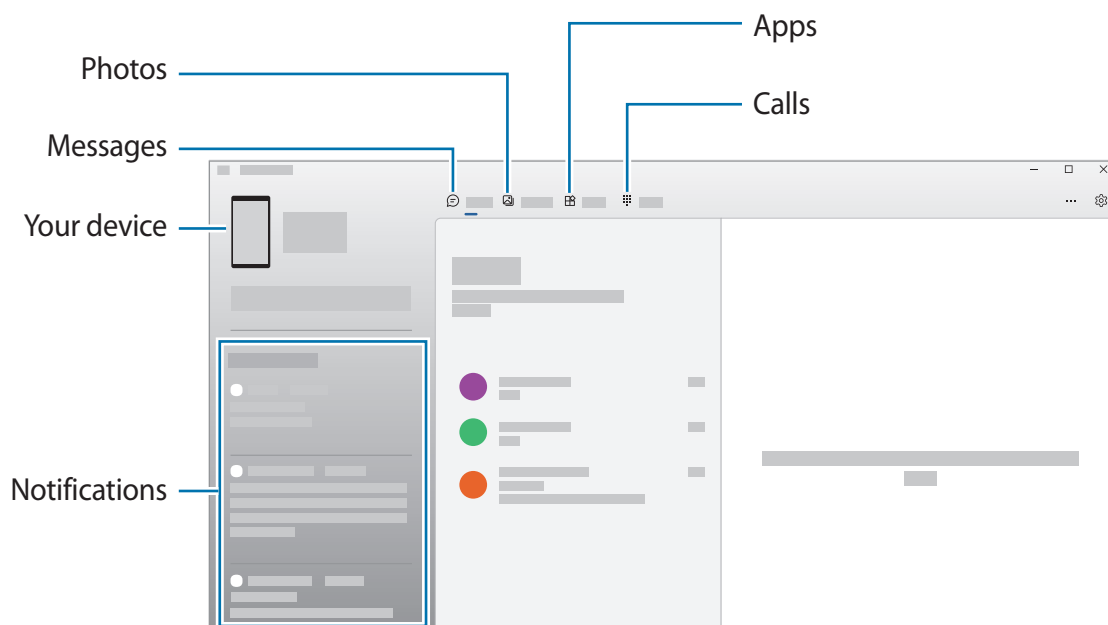 Apps
Photos
Calls
Messages
Your device
Notifications